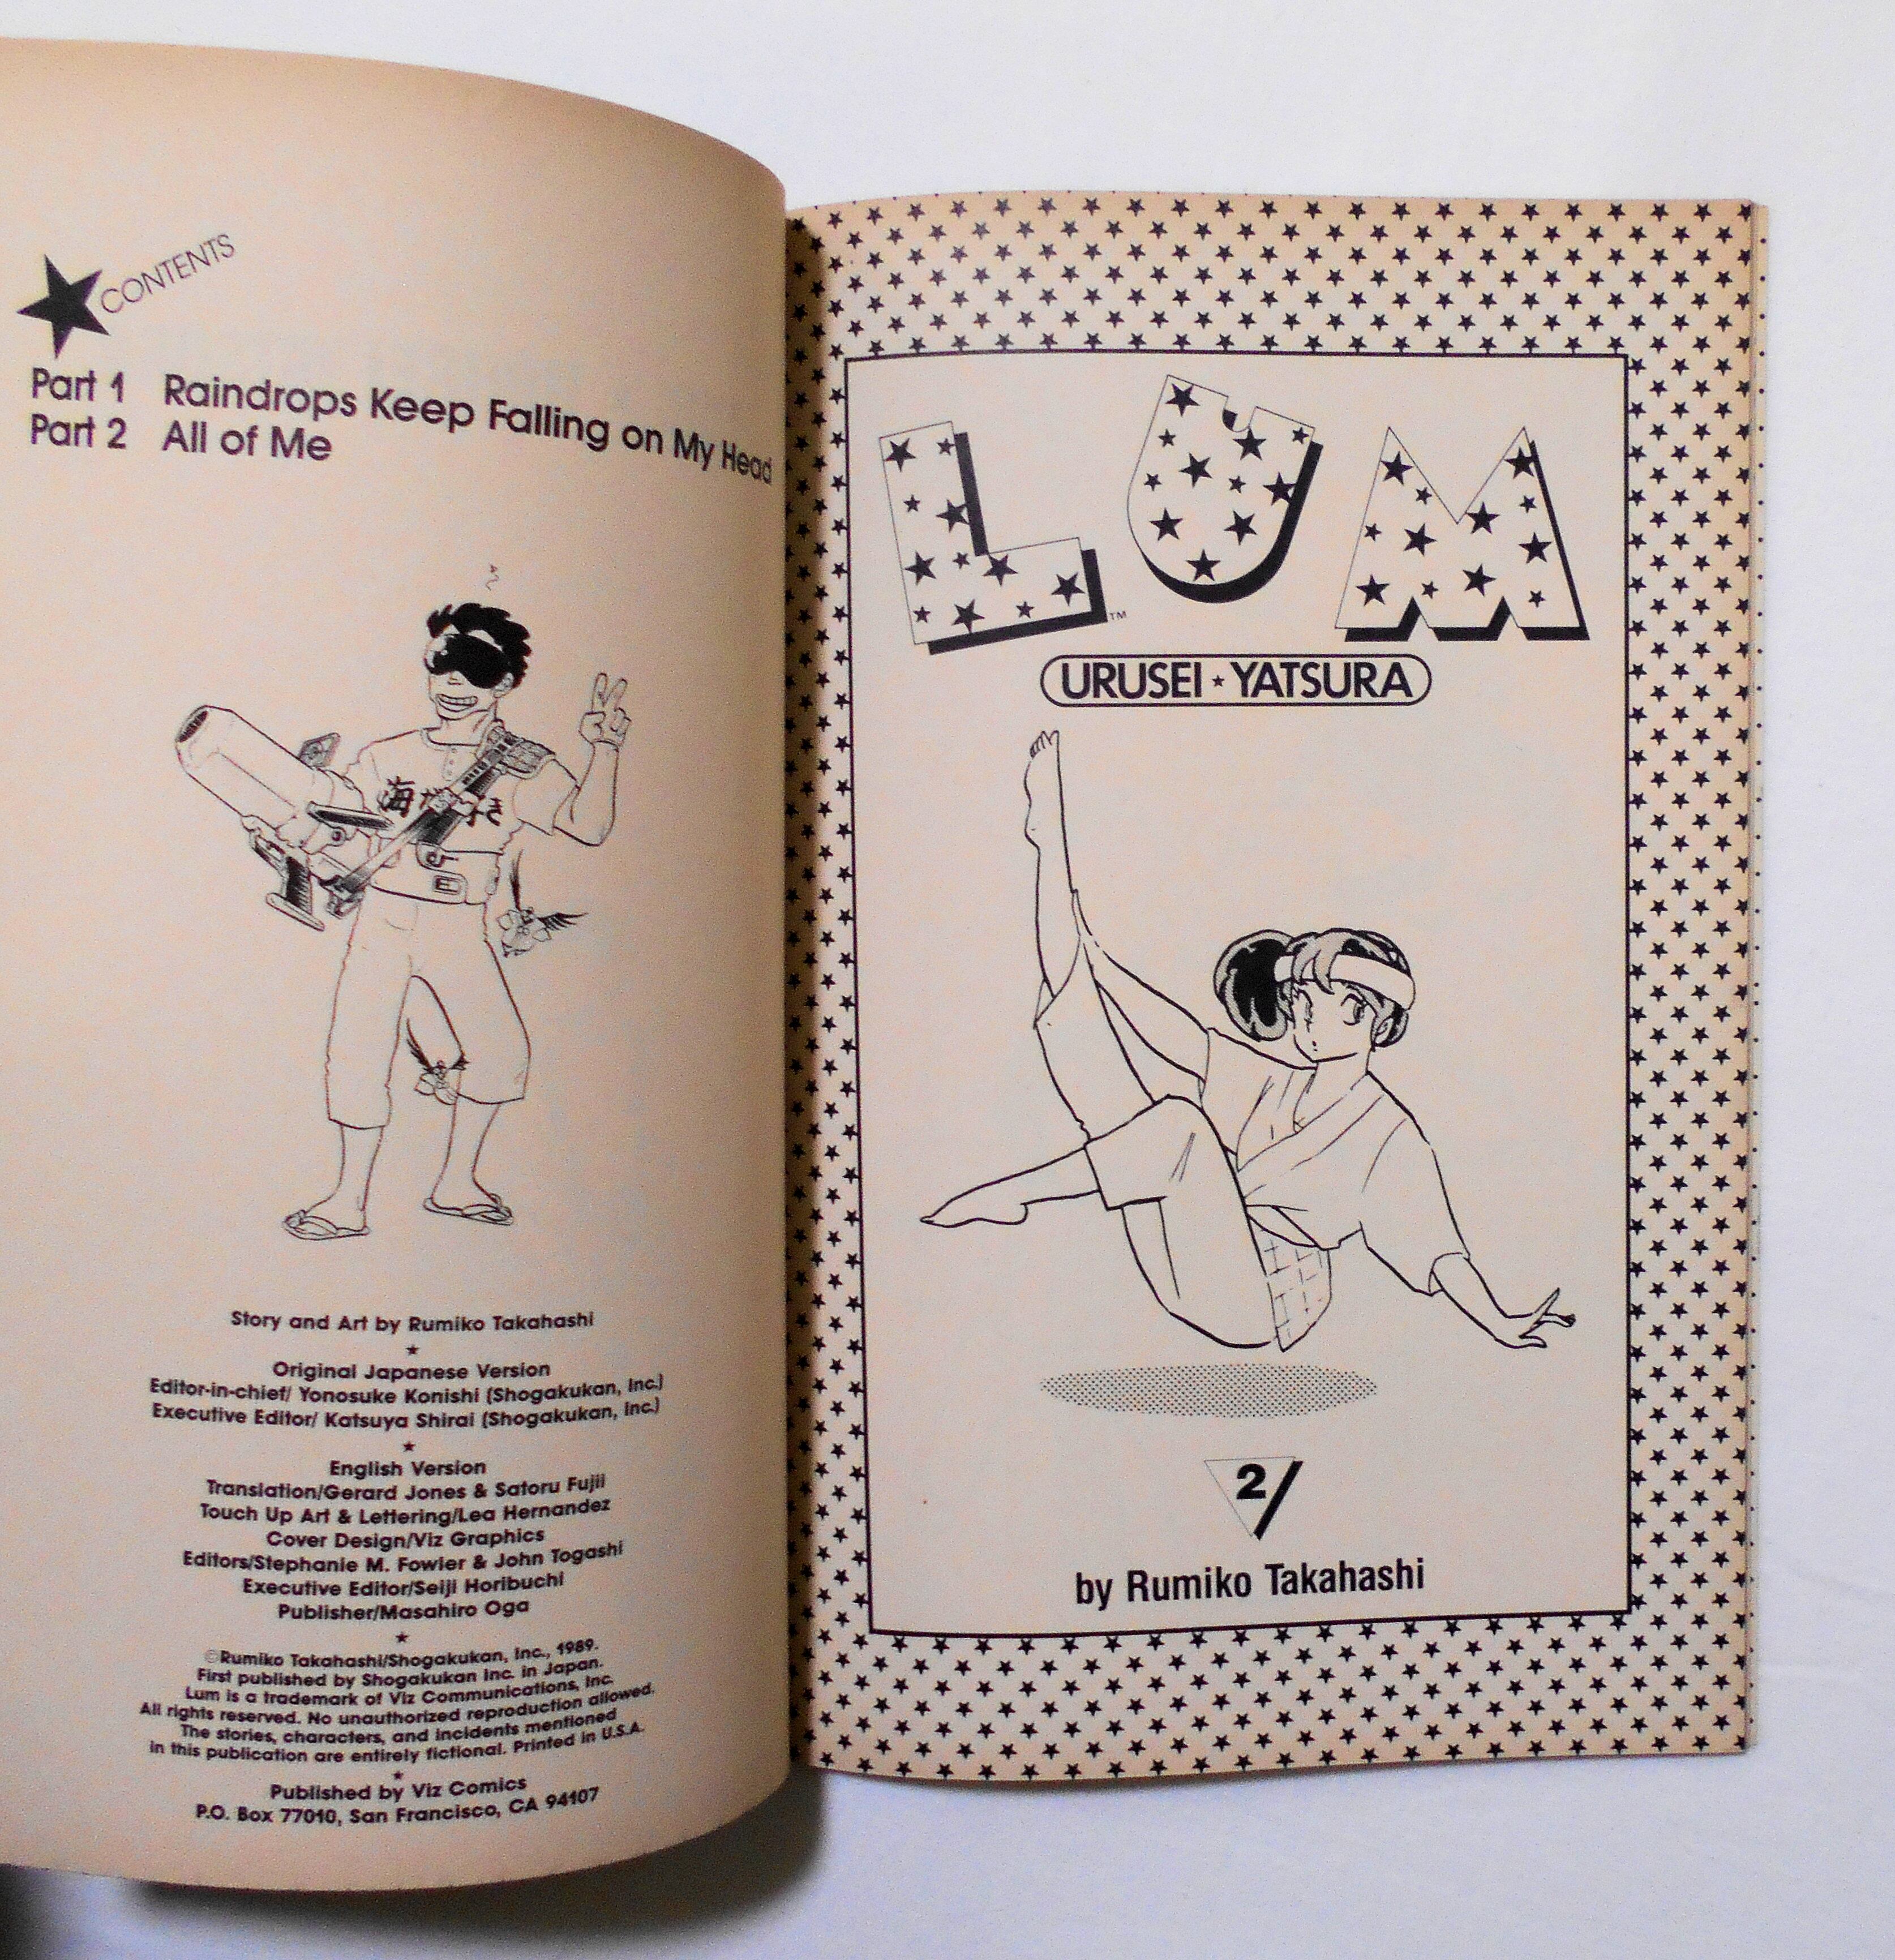 CONTENTS
Part 1 Raindrops Keep Falling on My Head
Part 2 All of Me
海が好き
Story and Art by Rumiko Takahashi
Original Japanese Version
Editor-in-chief/ Yonosuke Konishi (Shogakukan, Inc.)
Executive Editor/ Katsuya Shirai (Shogakukan, Inc.)
English Version
Translation/Gerard Jones & Satoru Fujii
Touch Up Art & Lettering/Lea Hernandez
Cover Design/Viz Graphics
Editors/Stephanie M. Fowler & John Togashi
Executive Editor/Seiji Horibuchi
Publisher/Masahiro Oga
©Rumiko Takahashi/Shogakukan, Inc., 1989.
First published by Shogakukan Inc. in Japan.
Lum is a trademark of Viz Communications, Inc.
All rights reserved. No unauthorized reproduction allowed.
The stories, characters, and incidents mentioned
in this publication are entirely fictional. Printed in U.S.A.
Published by Viz Comics
P.O. Box 77010, San Francisco, CA 94107
LUM™
URUSEI★YATSURA
2/
by Rumiko Takahashi